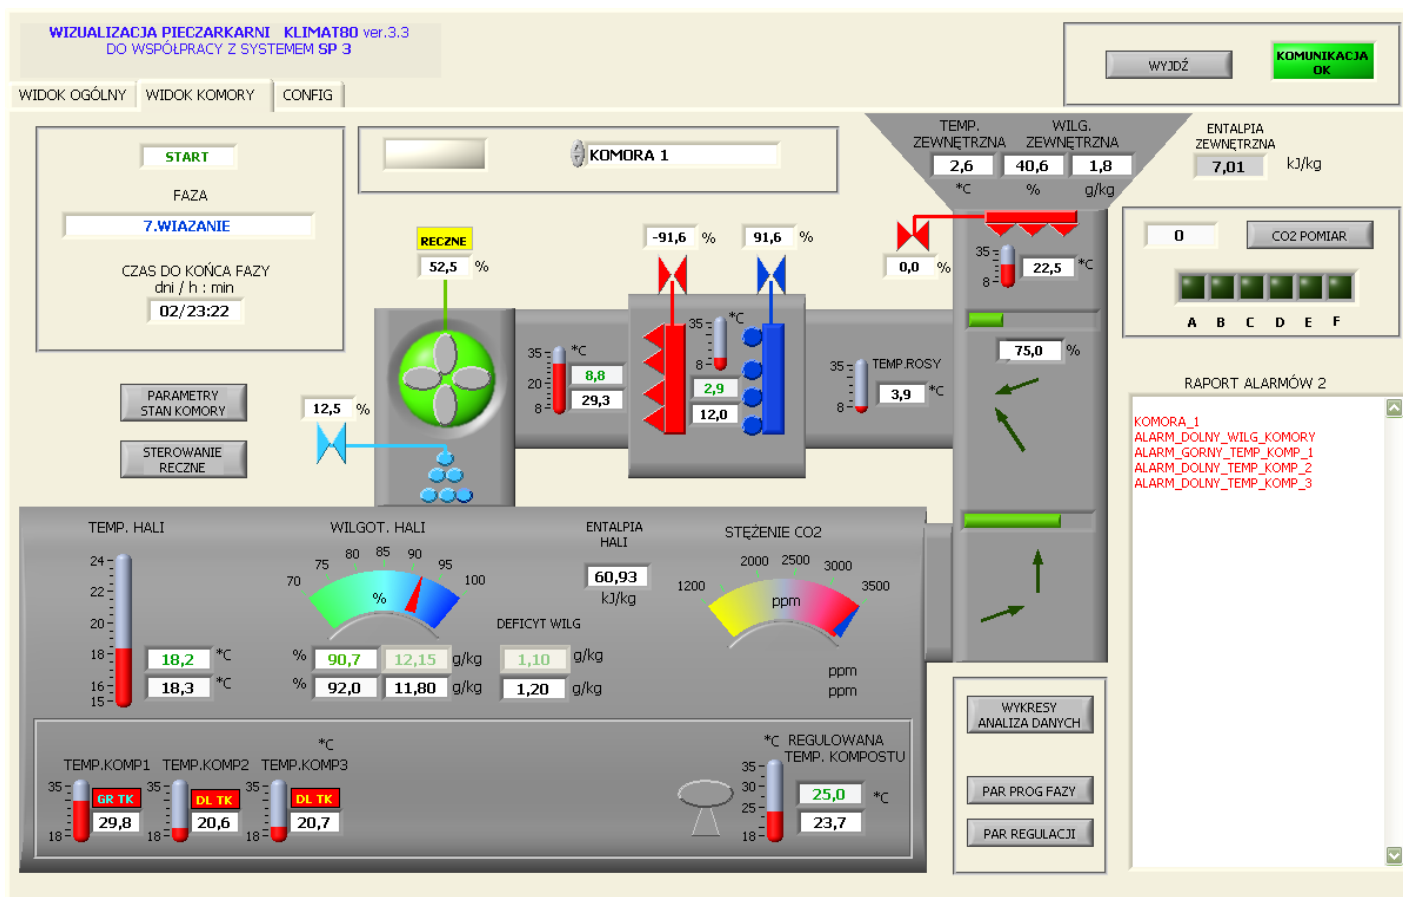 WIZUALIZACJA PIECZARKARNI KLIMAT80 ver.3.3
DO WSPÓŁPRACY Z SYSTEMEM SP 3
WYJDŹ
KOMUNIKACJA
OK
WIDOK OGÓLNY
WIDOK KOMORY
CONFIG
START
FAZA
7.WIAZANIE
CZAS DO KOŃCA FAZY
dni / h : min
02/23:22
KOMORA 1
TEMP.
ZEWNĘTRZNA
WILG.
ZEWNĘTRZNA
2,6
40,6
1,8
*C
%
g/kg
ENTALPIA
ZEWNĘTRZNA
7,01
kJ/kg
0
CO2 POMIAR
A B C D E F
RECZNE
52,5 %
-91,6 %
91,6 %
0,0 %
35
8
22,5 *C
75,0 %
35
20
8
*C
8,8
29,3
35
8
*C
2,9
12,0
35
8
TEMP.ROSY
3,9 *C
PARAMETRY
STAN KOMORY
STEROWANIE
RECZNE
12,5 %
RAPORT ALARMÓW 2
KOMORA_1
ALARM_DOLNY_WILG_KOMORY
ALARM_GORNY_TEMP_KOMP_1
ALARM_DOLNY_TEMP_KOMP_2
ALARM_DOLNY_TEMP_KOMP_3
TEMP. HALI
24
22
20
18
16
15
18,2 *C
18,3 *C
WILGOT. HALI
70 75 80 85 90 95 100
%
% 90,7 12,15 g/kg
% 92,0 11,80 g/kg
ENTALPIA
HALI
60,93
kJ/kg
DEFICYT WILG
1,10 g/kg
1,20 g/kg
STĘŻENIE CO2
1200 2000 2500 3000 3500
ppm
ppm
ppm
*C
TEMP.KOMP1 TEMP.KOMP2 TEMP.KOMP3
35
18
GR TK
29,8
35
18
DL TK
20,6
35
18
DL TK
20,7
*C REGULOWANA
TEMP. KOMPOSTU
35
30
25
18
25,0 *C
23,7
WYKRESY
ANALIZA DANYCH
PAR PROG FAZY
PAR REGULACJI